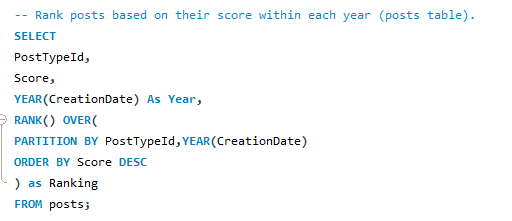 -- Rank posts based on their score within each year (posts table).
SELECT
PostTypeId,
Score,
YEAR(CreationDate) As Year,
RANK() OVER(
PARTITION BY PostTypeId,YEAR(CreationDate)
ORDER BY Score DESC
) as Ranking
FROM posts;